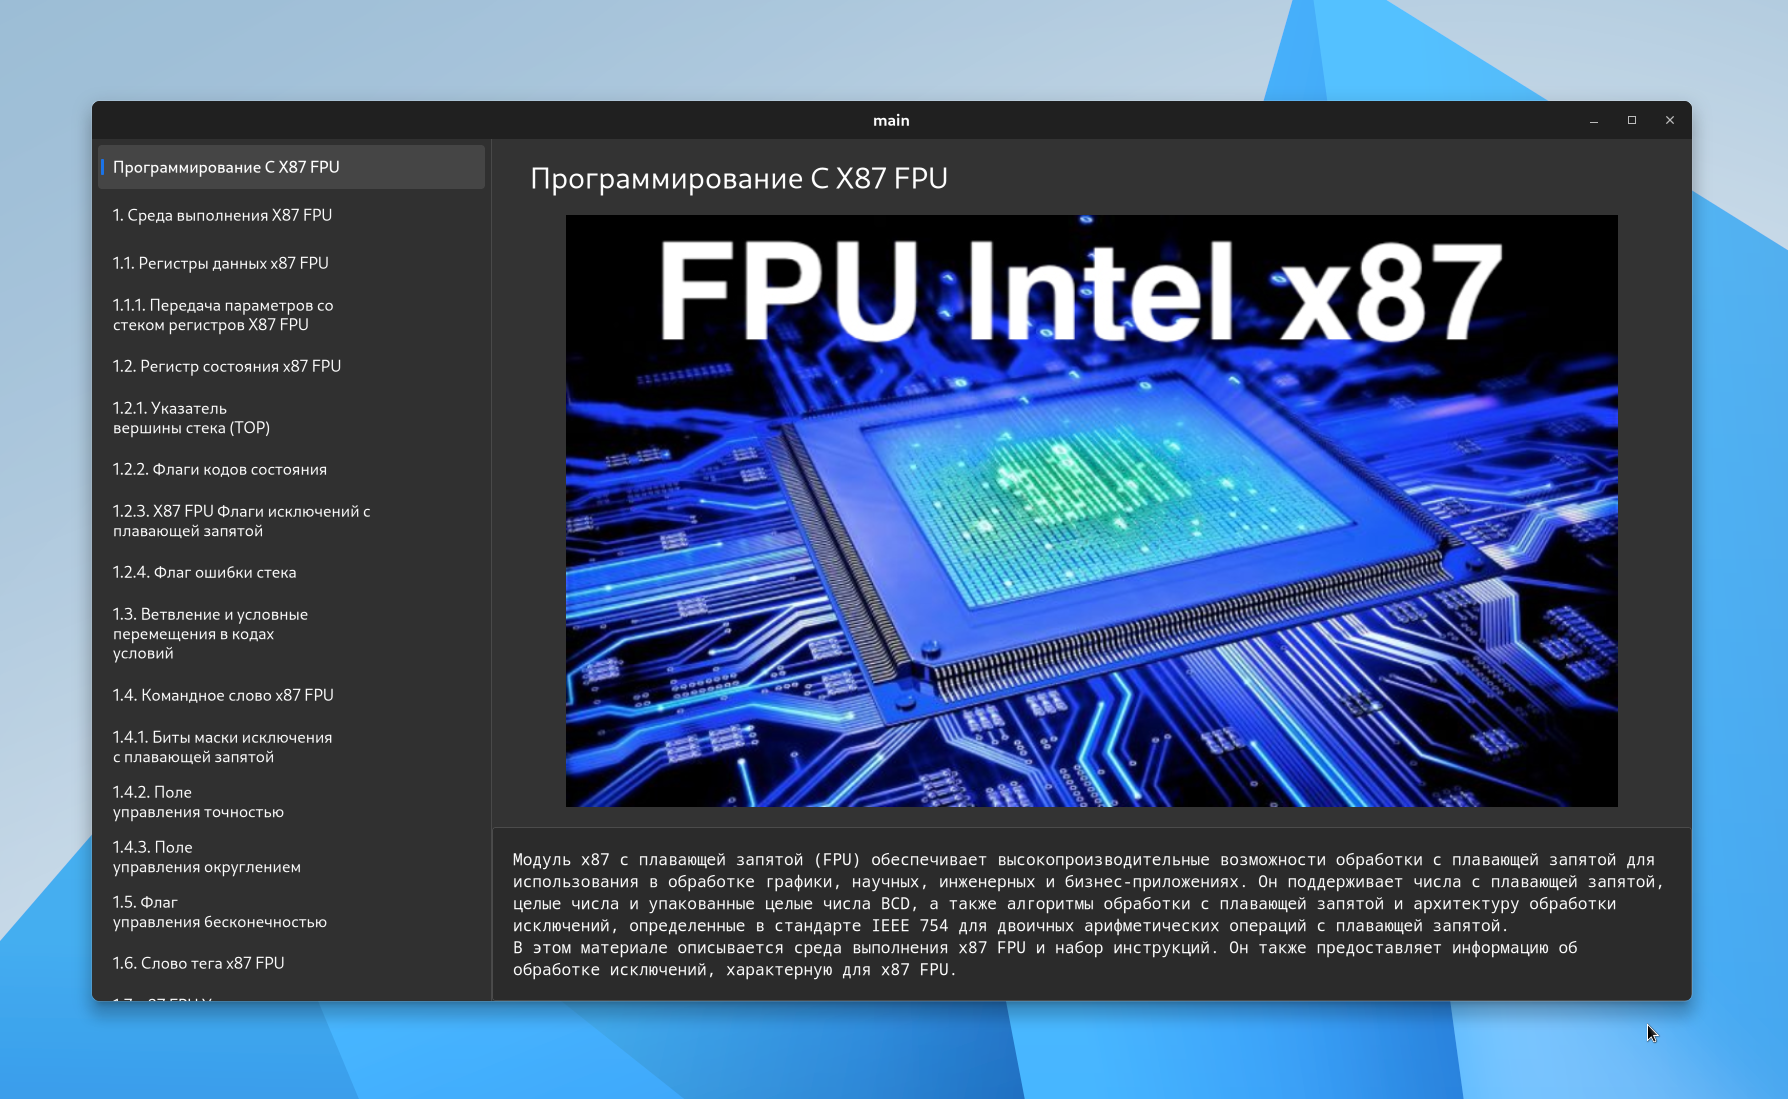 main
Программирование С X87 FPU
1. Среда выполнения X87 FPU
1.1. Регистры данных x87 FPU
1.1.1. Передача параметров со
стеком регистров X87 FPU
1.2. Регистр состояния x87 FPU
1.2.1. Указатель
вершины стека (TOP)
1.2.2. Флаги кодов состояния
1.2.3. X87 FPU Флаги исключений с
плавающей запятой
1.2.4. Флаг ошибки стека
1.3. Ветвление и условные
перемещения в кодах
условий
1.4. Командное слово x87 FPU
1.4.1. Биты маски исключения
с плавающей запятой
1.4.2. Поле
управления точностью
1.4.3. Поле
управления округлением
1.5. Флаг
управления бесконечностью
1.6. Слово тега x87 FPU
Программирование С X87 FPU
FPU Intel x87
Модуль x87 с плавающей запятой (FPU) обеспечивает высокопроизводительные возможности обработки с плавающей запятой для
использования в обработке графики, научных, инженерных и бизнес-приложениях. Он поддерживает числа с плавающей запятой,
целые числа и упакованные целые числа BCD, а также алгоритмы обработки с плавающей запятой и архитектуру обработки
исключений, определенные в стандарте IEEE 754 для двоичных арифметических операций с плавающей запятой.
В этом материале описывается среда выполнения x87 FPU и набор инструкций. Он также предоставляет информацию об
обработке исключений, характерную для x87 FPU.